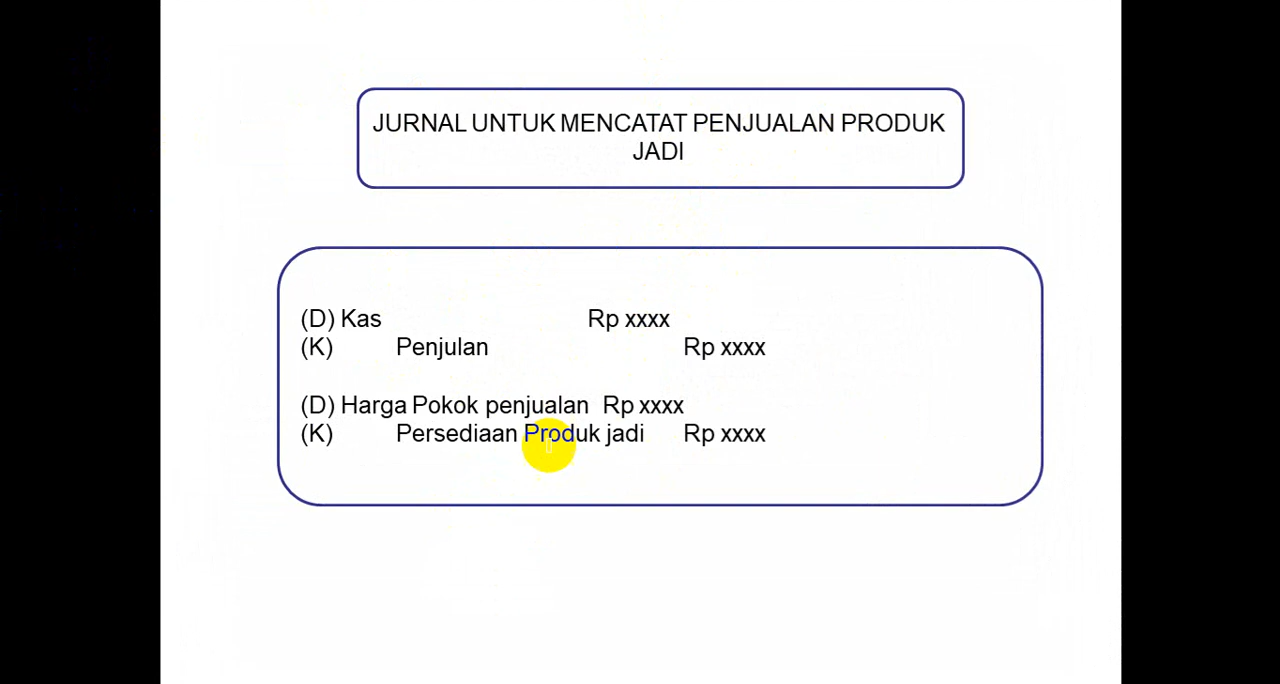 JURNAL UNTUK MENCATAT PENJUALAN PRODUK
JADI
(D) Kas Rp xxxx
(K) Penjulan Rp xxxx
(D) Harga Pokok penjualan Rp xxxx
(K) Persediaan Produk jadi Rp xxxx